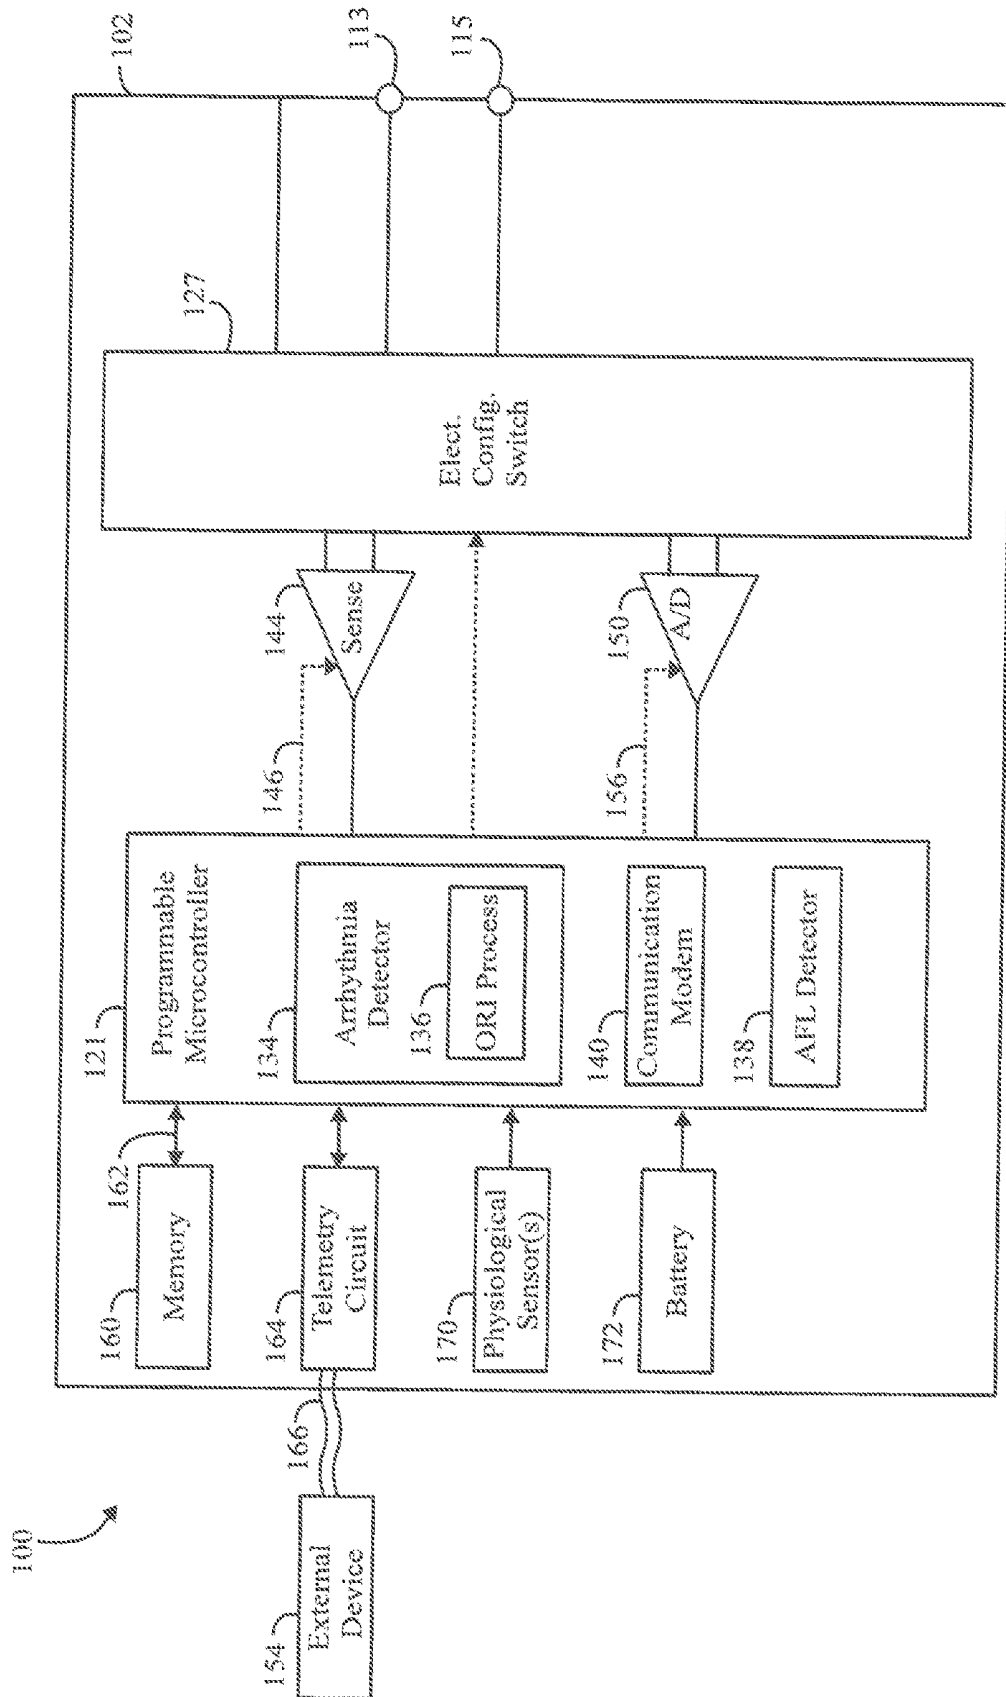 100
154
External
Device
166
160
Memory
162
164
Telemetry
Circuit
170
Physiological
Sensor(s)
172
Battery
121
Programmable
Microcontroller
134
Arrhythmia
Detector
136
ORI Process
140
Communication
Modem
138
AFL Detector
146
144
Sense
156
150
A/D
127
Elect.
Config.
Switch
102
113
115